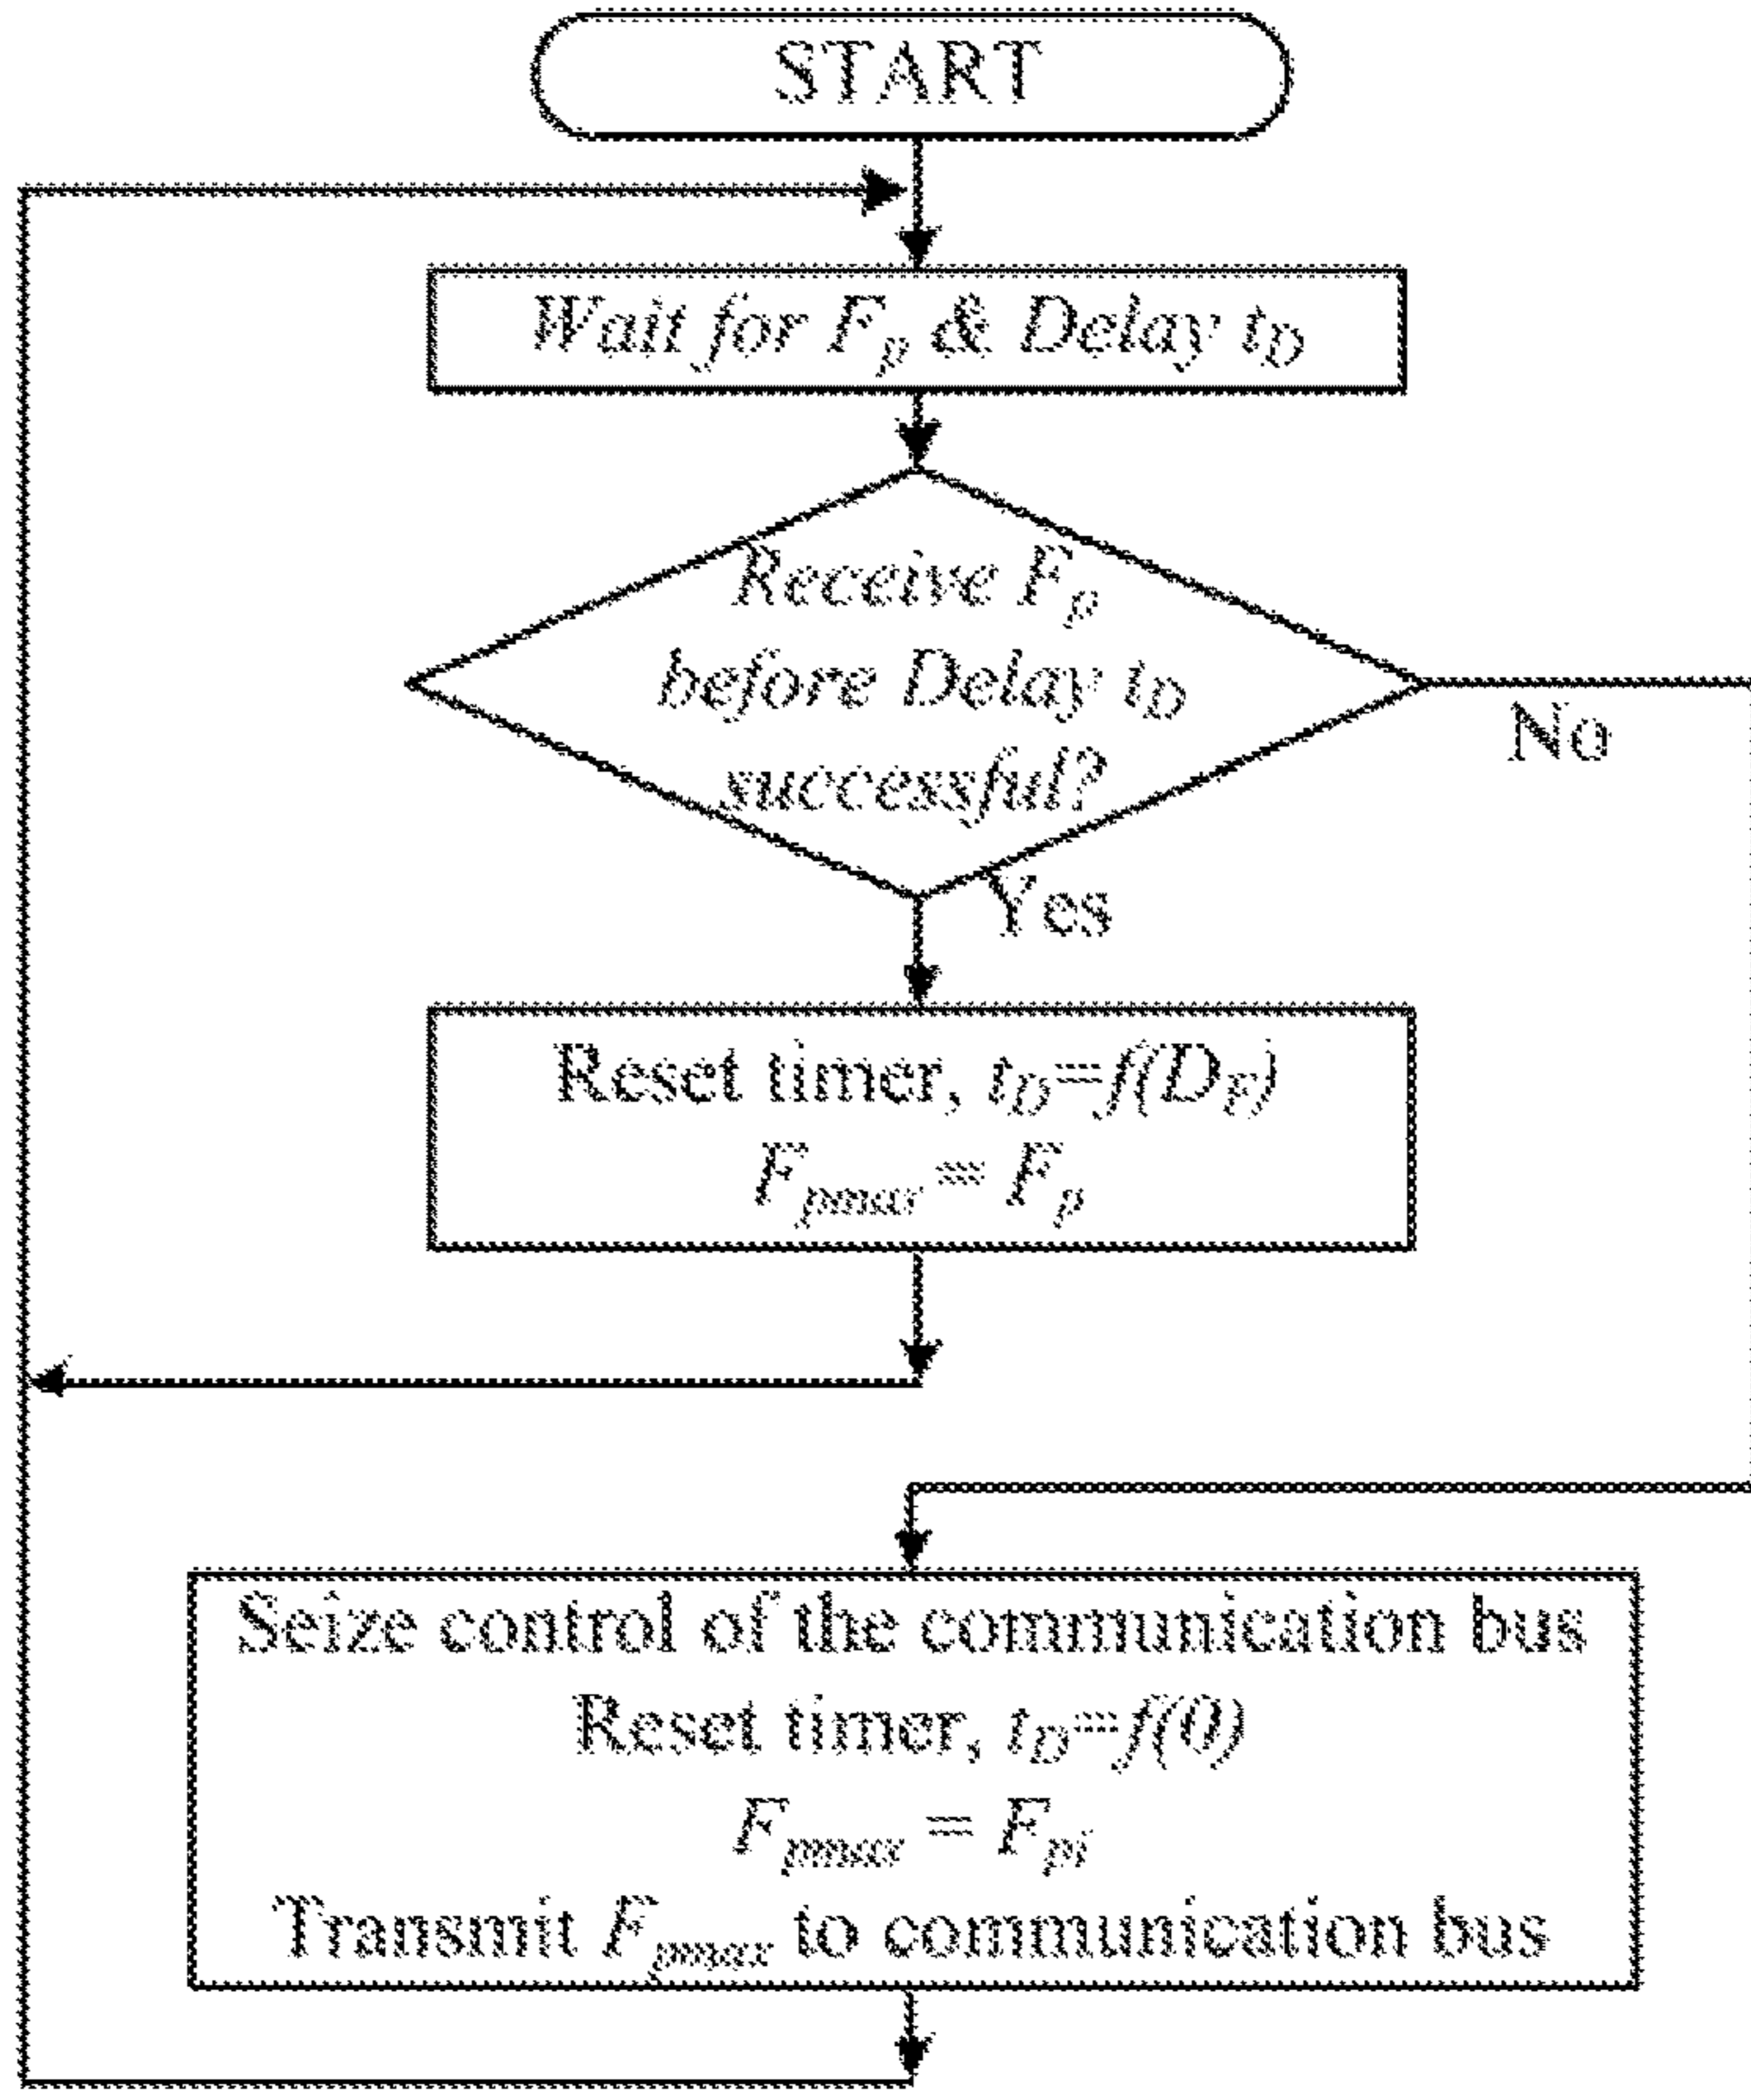 START
Wait for Fp & Delay tD
Receive Fp
before Delay tD
successful?
No
Yes
Reset timer, tD=f(DF)
Fpmax = Fp
Seize control of the communication bus
Reset timer, tD=f(0)
Fpmax = Fpi
Transmit Fpmax to communication bus